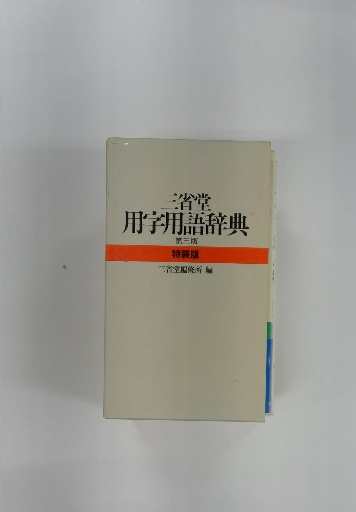 三省堂
用字用語辞典
第三版
特装版
三省堂編修所 編